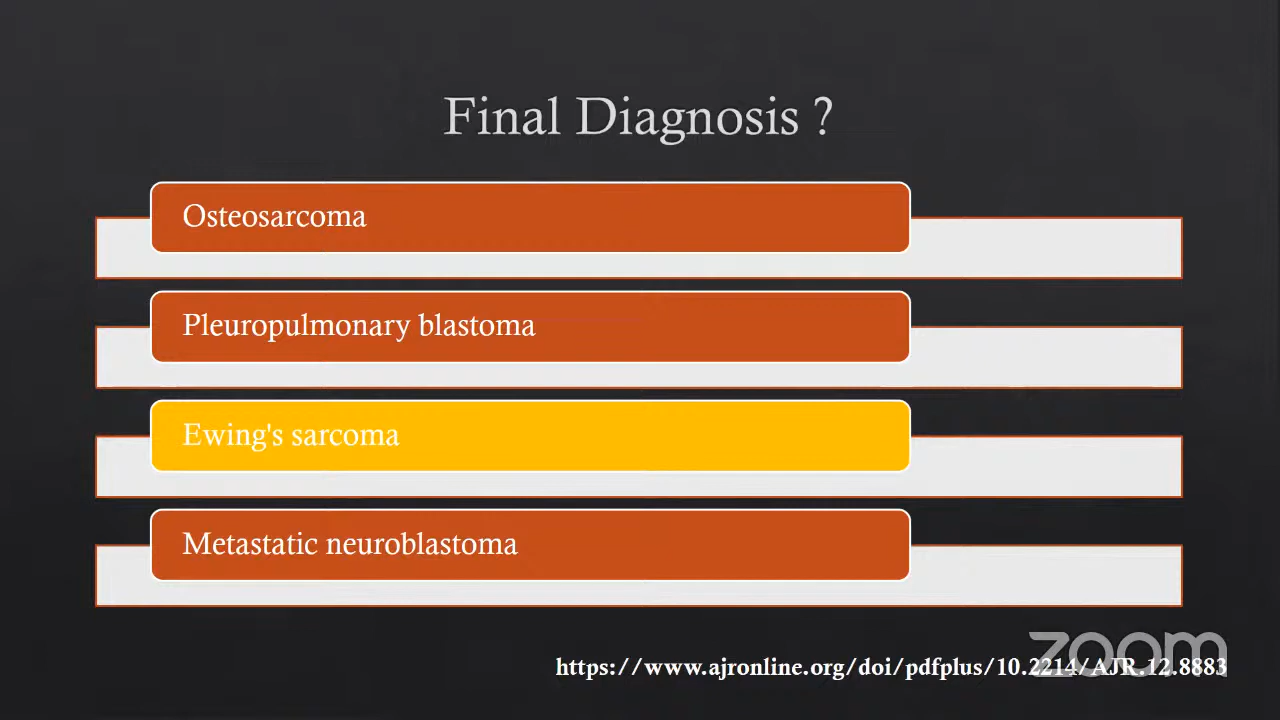 Final Diagnosis ?
Osteosarcoma
Pleuropulmonary blastoma
Ewing's sarcoma
Metastatic neuroblastoma
zoom
https://www.ajronline.org/doi/pdfplus/10.2214/AJR.12.8883